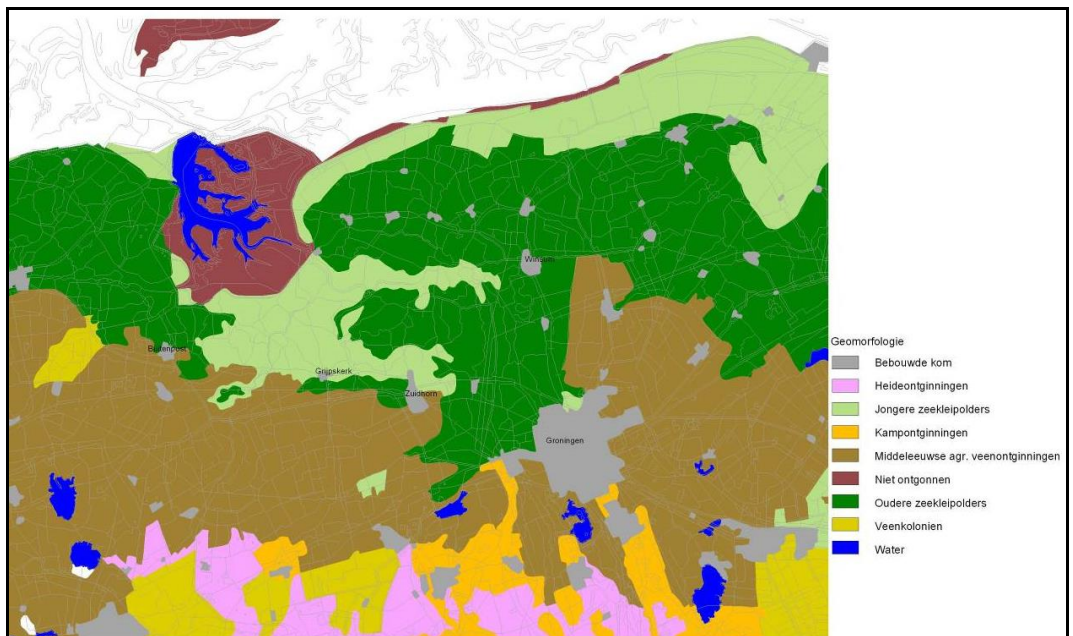 Winsum
Buitenpost
Grijpskerk
Zuidhorn
Groningen
Geomorfologie
Bebouwde kom
Heideontginningen
Jongere zeekleipolders
Kampontginningen
Middeleeuwse agr. veenontginningen
Niet ontgonnen
Oudere zeekleipolders
Veenkolonien
Water